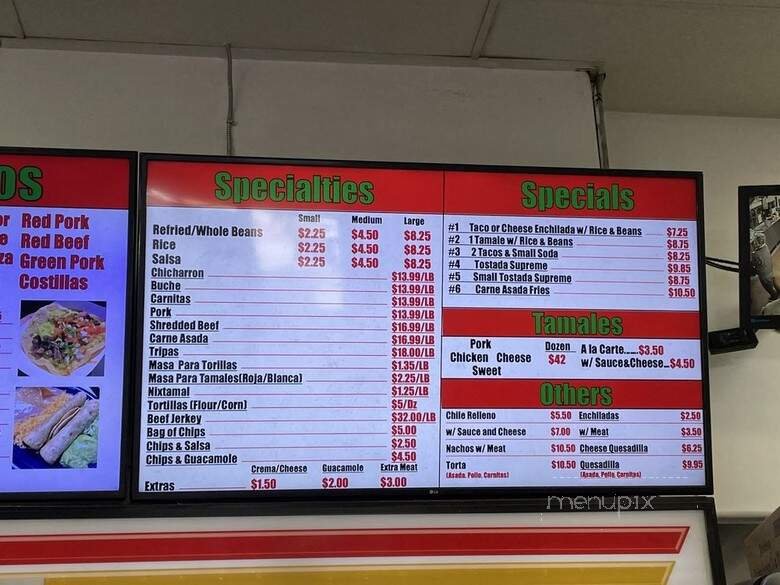 OS
or Red Pork
e Red Beef
za Green Pork
Costillas
Specialties
Small Medium Large
Refried/Whole Beans $2.25 $4.50 $8.25
Rice $2.25 $4.50 $8.25
Salsa $2.25 $4.50 $8.25
Chicharron $13.99/LB
Buche $13.99/LB
Carnitas $13.99/LB
Pork $13.99/LB
Shredded Beef $16.99/LB
Carne Asada $16.99/LB
Tripas $18.00/LB
Masa Para Torillas $1.35/LB
Masa Para Tamales(Roja/Blanca) $2.25/LB
Nixtamal $1.25/LB
Tortillas (Flour/Corn) $5/Dz
Beef Jerkey $32.00/LB
Bag of Chips $5.00
Chips & Salsa $2.50
Chips & Guacamole $4.50
Crema/Cheese Guacamole Extra Meat
Extras $1.50 $2.00 $3.00
Specials
#1 Taco or Cheese Enchilada w/ Rice & Beans $7.25
#2 1 Tamale w/ Rice & Beans $8.75
#3 2 Tacos & Small Soda $8.25
#4 Tostada Supreme $9.85
#5 Small Tostada Supreme $8.75
#6 Carne Asada Fries $10.50
Tamales
Pork Dozen A la Carte......$3.50
Chicken Cheese $42 w/ Sauce&Cheese...$4.50
Sweet
Others
Chile Relleno $5.50 Enchiladas $2.50
w/ Sauce and Cheese $7.00 w/ Meat $3.50
Nachos w/ Meat $10.50 Cheese Quesadilla $6.25
Torta $10.50 Quesadilla $9.95
(Asada, Pollo, Carnitas) (Asada, Pollo, Carnitas)
LG
menupix